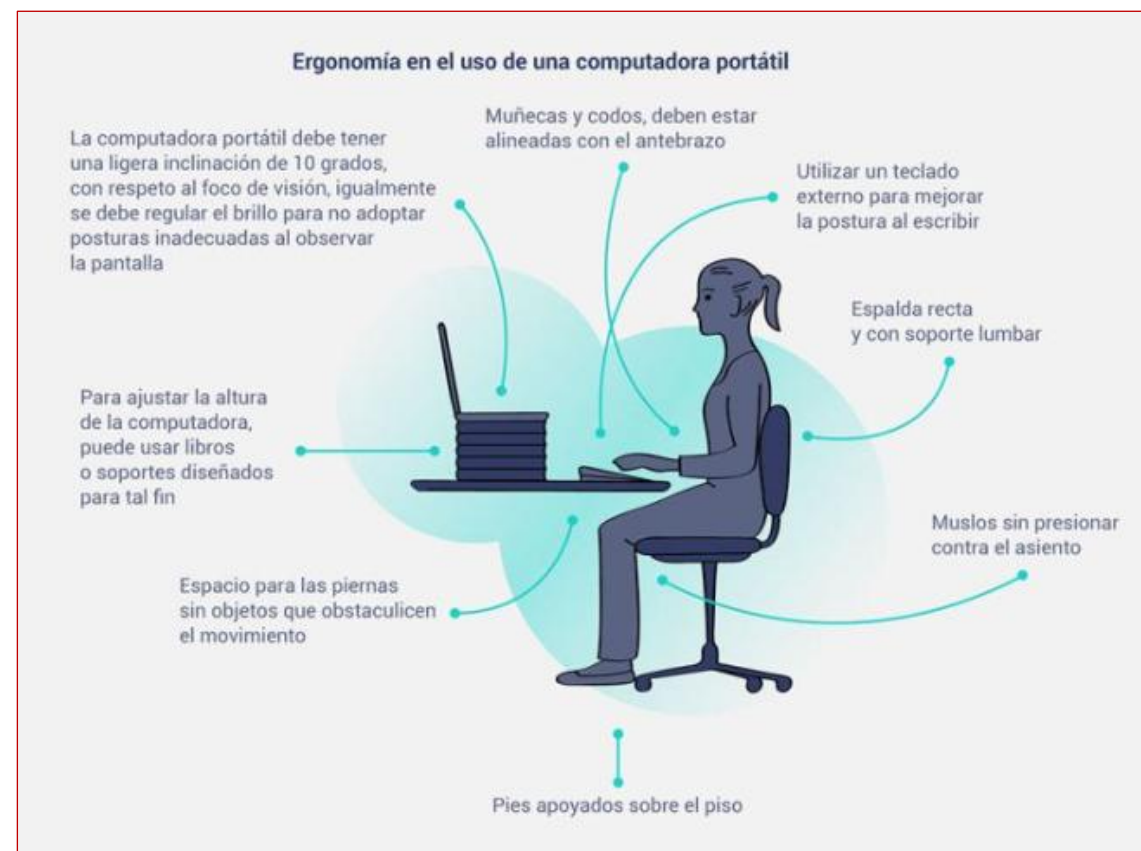 Ergonomía en el uso de una computadora portátil
Muñecas y codos, deben estar
alineadas con el antebrazo
La computadora portátil debe tener
una ligera inclinación de 10 grados,
con respeto al foco de visión, igualmente
se debe regular el brillo para no adoptar
posturas inadecuadas al observar
la pantalla
Utilizar un teclado
externo para mejorar
la postura al escribir
Espalda recta
y con soporte lumbar
Para ajustar la altura
de la computadora,
puede usar libros
o soportes diseñados
para tal fin
Muslos sin presionar
contra el asiento
Espacio para las piernas
sin objetos que obstaculicen
el movimiento
Pies apoyados sobre el piso